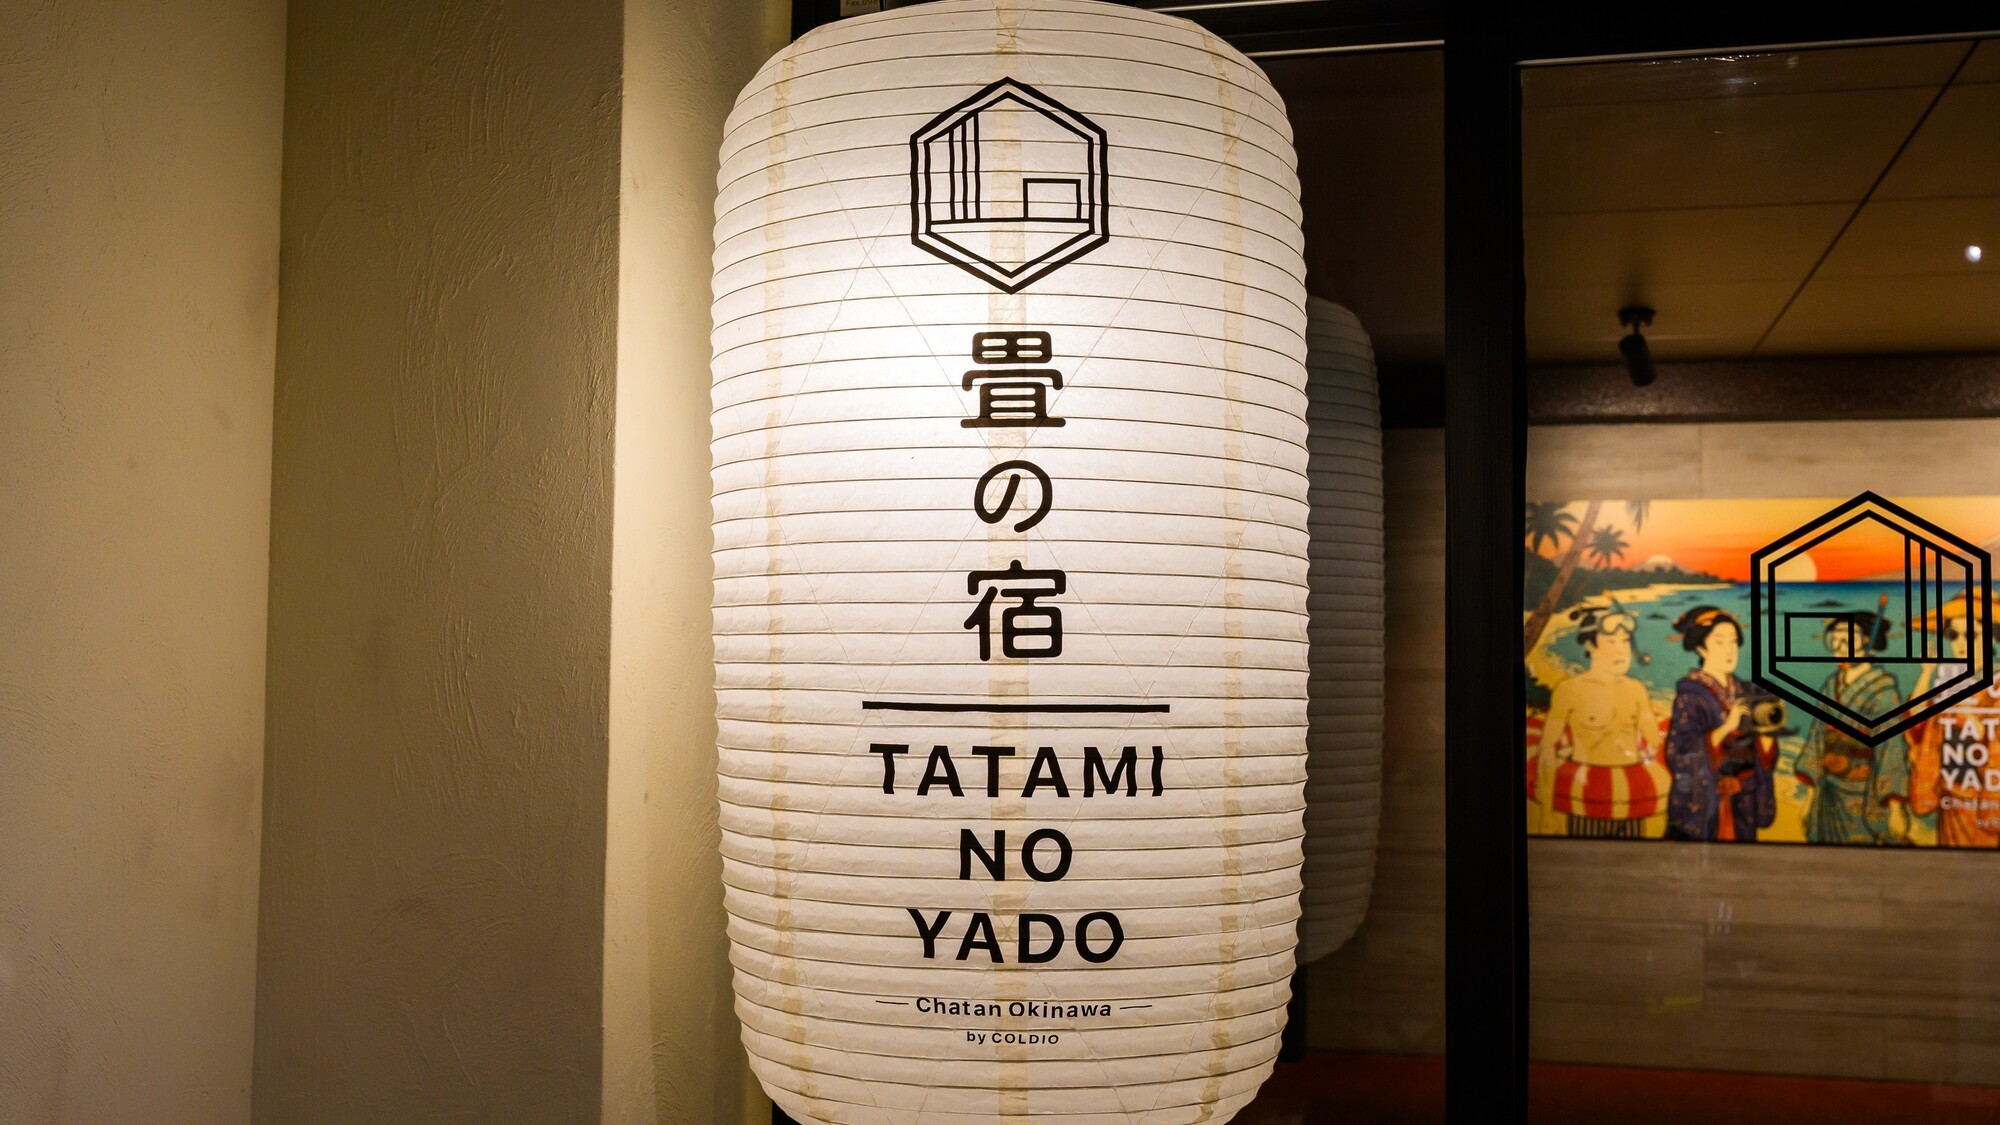 畳の宿
TATAMI
NO
YADO
Chatan Okinawa
by COLDIO